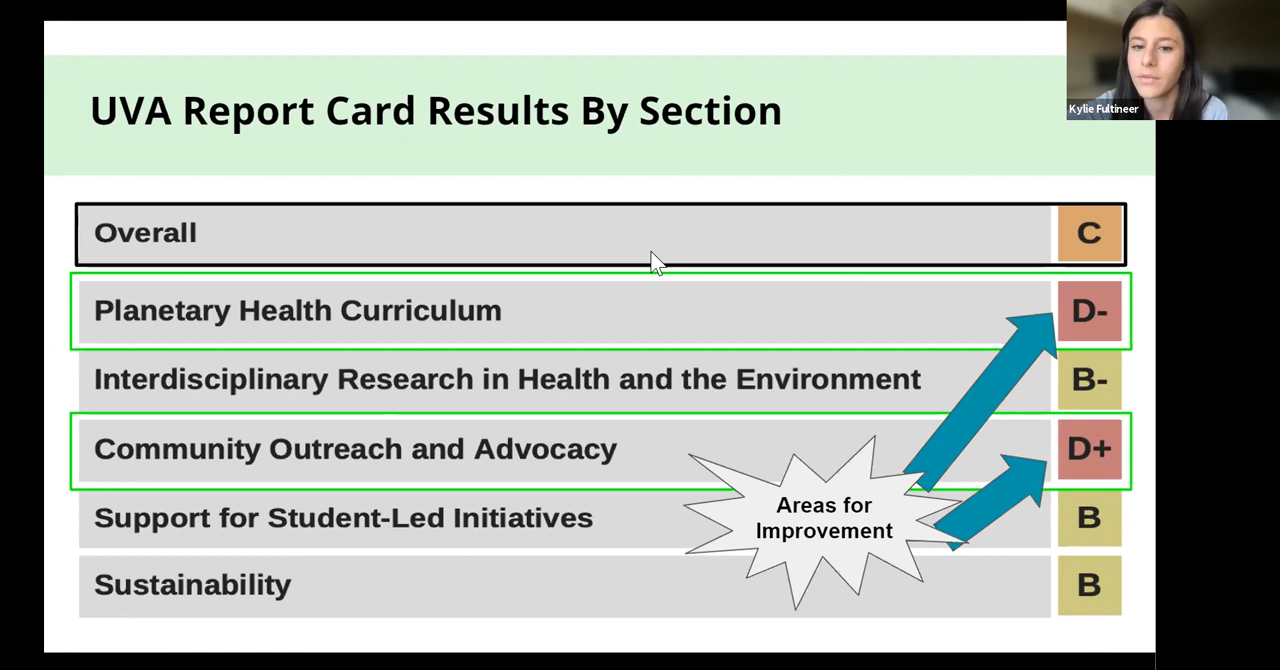 UVA Report Card Results By Section
Kylie Fultineer
Overall C
Planetary Health Curriculum D-
Interdisciplinary Research in Health and the Environment B-
Community Outreach and Advocacy D+
Areas for
Improvement
Support for Student-Led Initiatives B
Sustainability B